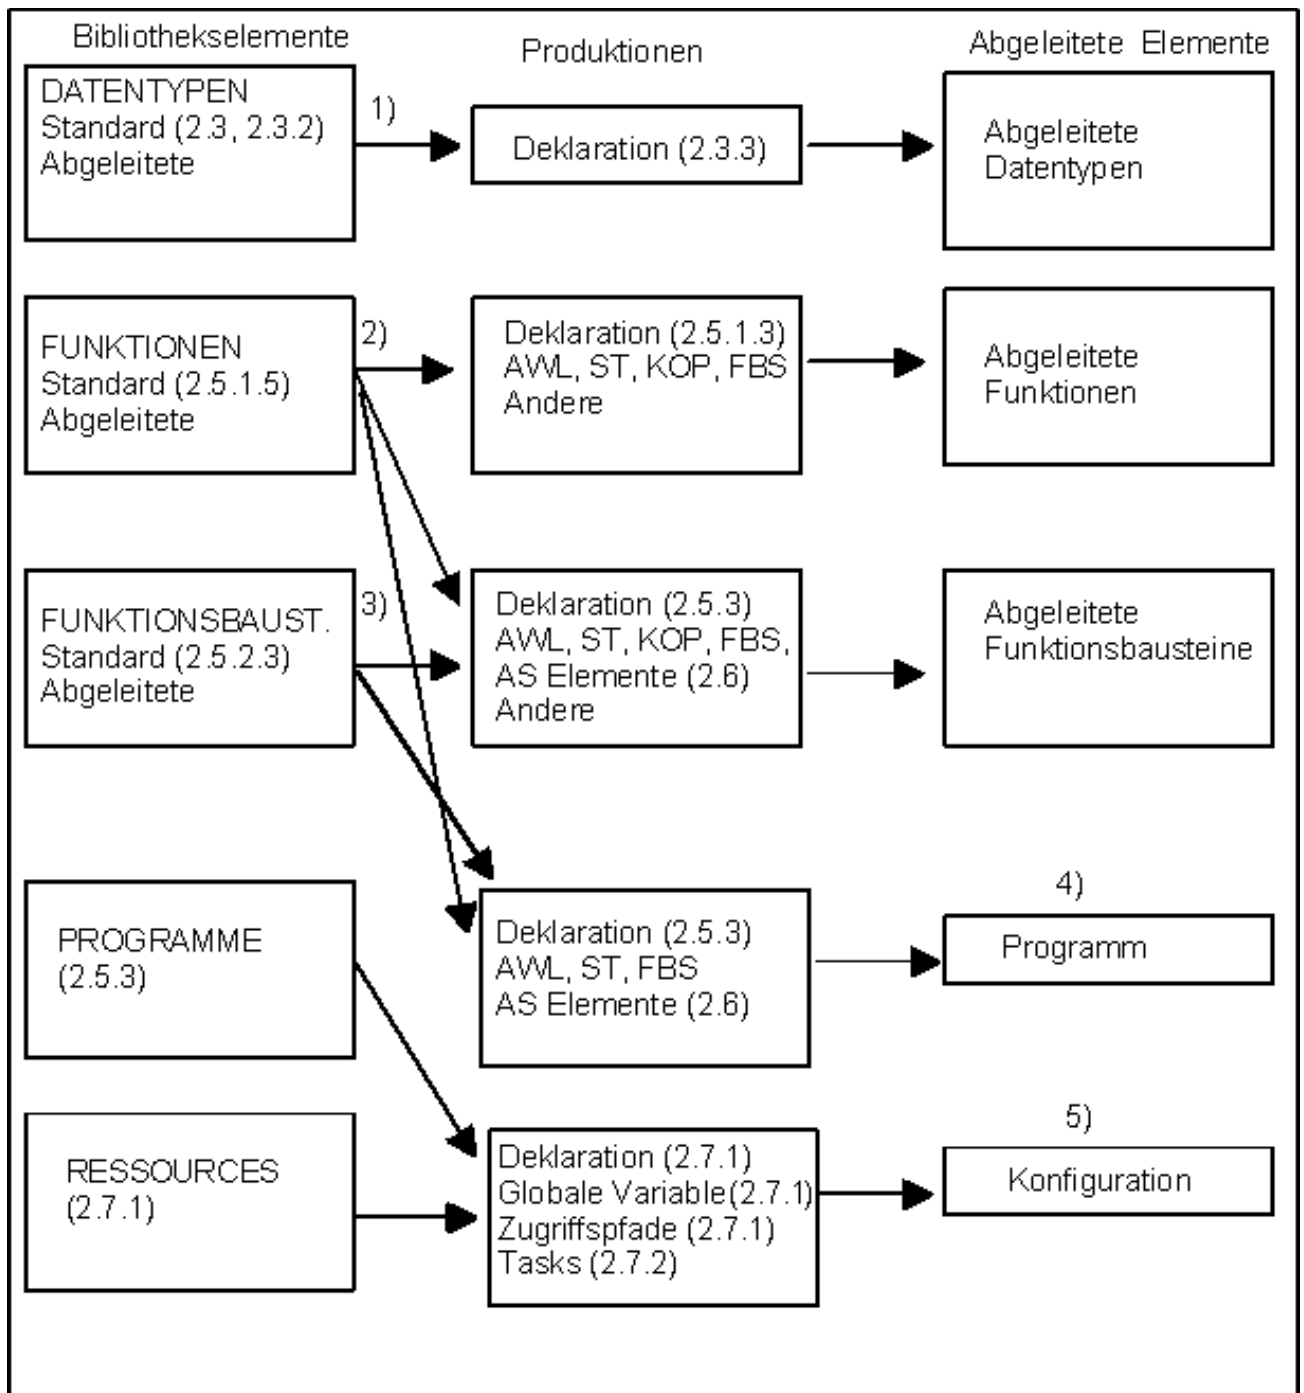 Bibliothekselemente
Produktionen
Abgeleitete Elemente
DATENTYPEN
Standard (2.3, 2.3.2)
Abgeleitete
1)
Deklaration (2.3.3)
Abgeleitete
Datentypen
FUNKTIONEN
Standard (2.5.1.5)
Abgeleitete
2)
Deklaration (2.5.1.3)
AWL, ST, KOP, FBS
Andere
Abgeleitete
Funktionen
FUNKTIONSBAUST.
Standard (2.5.2.3)
Abgeleitete
3)
Deklaration (2.5.3)
AWL, ST, KOP, FBS,
AS Elemente (2.6)
Andere
Abgeleitete
Funktionsbausteine
PROGRAMME
(2.5.3)
Deklaration (2.5.3)
AWL, ST, FBS
AS Elemente (2.6)
4)
Programm
RESSOURCES
(2.7.1)
Deklaration (2.7.1)
Globale Variable(2.7.1)
Zugriffspfade (2.7.1)
Tasks (2.7.2)
5)
Konfiguration